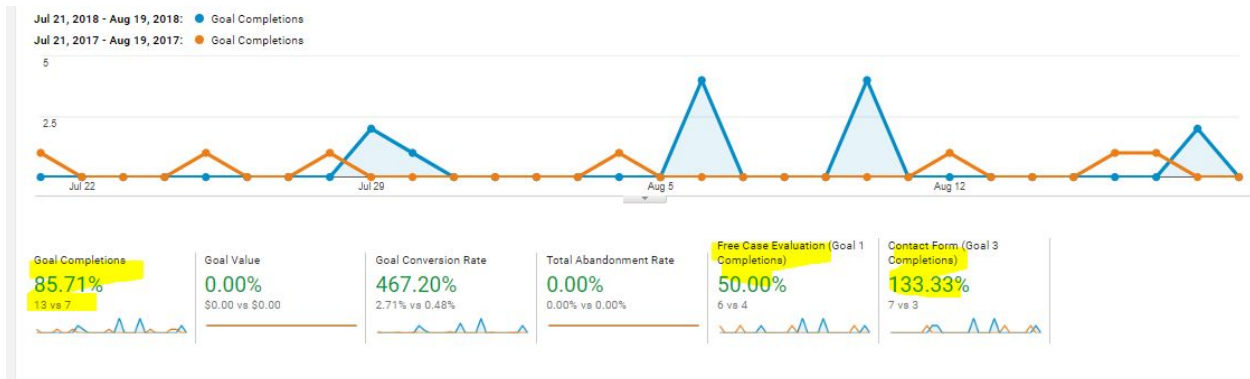 Jul 21, 2018 - Aug 19, 2018: Goal Completions
Jul 21, 2017 - Aug 19, 2017: Goal Completions
5
2.5
Jul 22
Jul 29
Aug 5
Aug 12
Goal Completions
85.71%
13 vs 7
Goal Value
0.00%
$0.00 vs $0.00
Goal Conversion Rate
467.20%
2.71% vs 0.48%
Total Abandonment Rate
0.00%
0.00% vs 0.00%
Free Case Evaluation (Goal 1
Completions)
50.00%
6 vs 4
Contact Form (Goal 3
Completions)
133.33%
7 vs 3